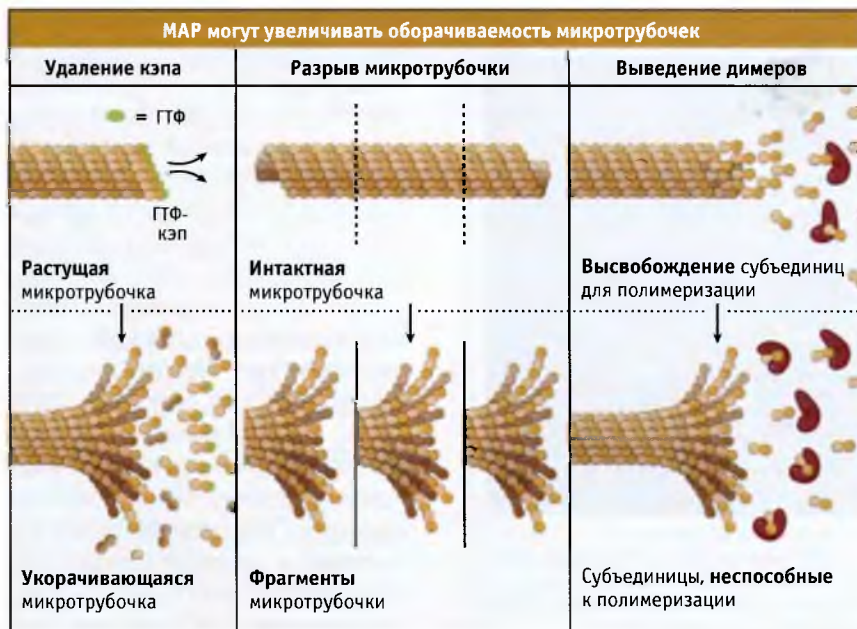 МАР могут увеличивать оборачиваемость микротрубочек
Удаление кэпа
Разрыв микротрубочки
Выведение димеров
= ГТФ
ГТФ-
кэп
Растущая
микротрубочка
Интактная
микротрубочка
Высвобождение субъединиц
для полимеризации
Укорачивающаяся
микротрубочка
Фрагменты
микротрубочки
Субъединицы, неспособные
к полимеризации